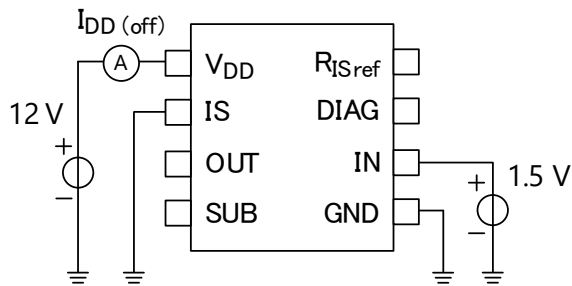 IDD (off)
A
VDD
RISref
12 V
IS
DIAG
+
OUT
IN
+
1.5 V
−
SUB
GND
−